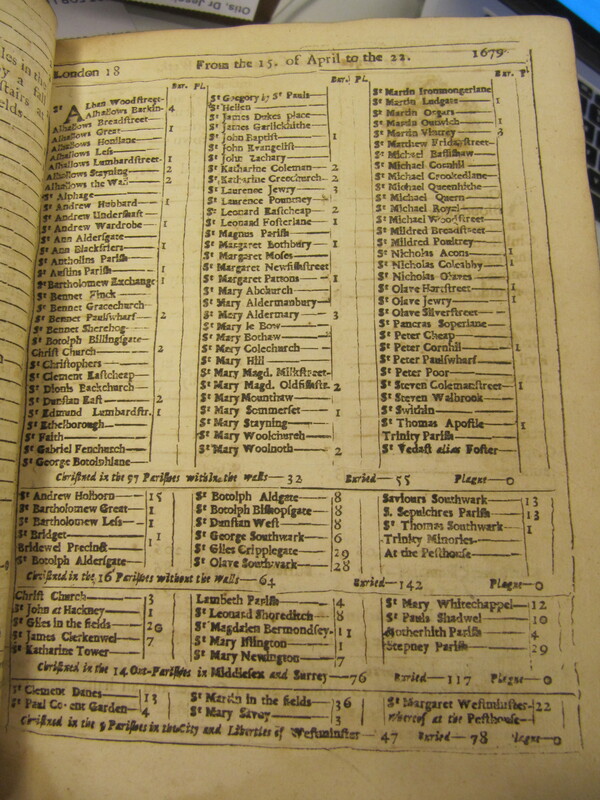 London 18 From the 15. of April to the 22. 1679
Bur. Pl.
St Alban Woodstreet
Alhallows Barkin 4
Alhallows Breadstreet
Alhallows Great 1
Alhallows Honilane
Alhallows Less
Alhallows Lumbardstreet 1
Alhallows Stayning 2
Alhallows the Wall 2
St Alphage
St Andrew Hubbard 1
St Andrew Undershaft
St Andrew Wardrobe 1
St Ann Aldersgate
St Ann Blackfriers 1
St Antholins Parish
St Austins Parish 1
St Bartholomew Exchange 1
St Bennet Finck
St Bennet Gracechurch
St Bennet Paulswharf 2
St Bennet Sherehog
St Botolph Billingsgate
Christ Church 2
St Christophers
St Clement Eastcheap
St Dionis Backchurch
St Dunstan East 2
St Edmund Lumbardstr. 1
St Ethelborough
St Faith
St Gabriel Fenchurch
St George Botolphlane
Bur. Pl.
St Gregory by St Pauls
St Hellen
St James Dukes place
St James Garlickhithe
St John Baptist 1
St John Evangelist
St John Zachary
St Katharine Coleman 2
St Katharine Creechurch 2
St Laurence Jewry 3
St Laurence Pountney
St Leonard Eastcheap 2
St Leonard Fosterlane 1
St Magnus Parish
St Margaret Lothbury 1
St Margaret Moses
St Margaret Newfishstreet
St Margaret Pattons 1
St Mary Abchurch
St Mary Aldermanbury
St Mary Aldermary 3
St Mary le Bow
St Mary Bothaw
St Mary Colechurch
St Mary Hill
St Mary Magd. Milkstreet
St Mary Magd. Oldfishstr. 2
St Mary Mounthaw
St Mary Sommerset 1
St Mary Stayning
St Mary Woolchurch
St Mary Woolnoth 2
Bur. Pl.
St Martin Ironmongerlane
St Martin Ludgate 1
St Martin Orgars
St Martin Outwich 1
St Martin Vintrey 3
St Matthew Fridaystreet
St Michael Bassishaw
St Michael Cornhil
St Michael Crookedlane
St Michael Queenhithe
St Michael Quern
St Michael Royal
St Michael Woodstreet
St Mildred Breadstreet
St Mildred Poultrey
St Nicholas Acons 1
St Nicholas Coleabby 1
St Nicholas Olaves
St Olave Hartstreet 1
St Olave Jewry 1
St Olave Silverstreet
St Pancras Soperlane
St Peter Cheap
St Peter Cornhil 1
St Peter Paulswharf
St Peter Poor
St Steven Colemanstreet 1
St Steven Walbrook
St Swithin
St Thomas Apostle 1
Trinity Parish
St Vedast alias Foster
Christned in the 97 Parishes within the walls 32 Buried 55 Plague 0
St Andrew Holborn 15
St Bartholomew Great 1
St Bartholomew Less 1
St Bridget
Bridewel Precinct 1
St Botolph Aldersgate
St Botolph Aldgate 8
St Botolph Bishopsgate 8
St Dunstan West 8
St George Southwark 6
St Giles Cripplegate 29
St Olave Southwark 28
Saviours Southwark 13
S. Sepulchres Parish 13
St Thomas Southwark 1
Trinity Minories
At the Pesthouse
Christned in the 16 Parishes without the Walls 64 Buried 142 Plague 0
Christ Church 3
St John at Hackney 1
St Giles in the fields 20
St James Clerkenwel 7
St Katharine Tower
Lambeth Parish 4
St Leonard Shoreditch 8
St Magdalen Bermondsey 11
St Mary Islington 1
St Mary Newington 7
St Mary Whitechappel 12
St Pauls Shadwel 10
Rotherhith Parish 4
Stepney Parish 29
Christned in the 14 Out-Parishes in Middlesex and Surrey 76 Buried 117 Plague 0
St Clement Danes 13
St Paul Covent Garden 4
St Martin in the fields 36
St Mary Savoy 3
St Margaret Westminster 22
Whereof at the Pesthouse
Christned in the 5 Parishes in the City and Liberties of Westminster 47 Buried 78 Plague 0